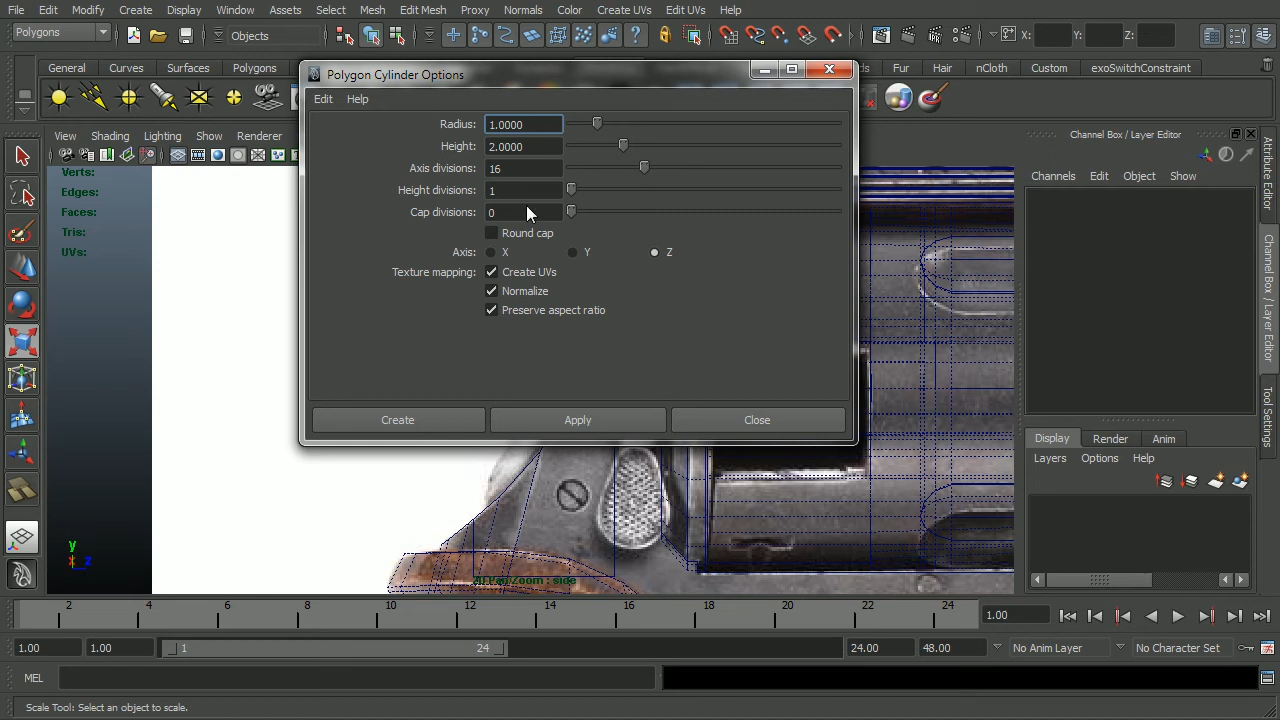 File Edit Modify Create Display Window Assets Select Mesh Edit Mesh Proxy Normals Color Create UVs Edit UVs Help
Polygons
Objects
X:
Y:
Z:
General Curves Surfaces Polygons
Fur Hair nCloth Custom exoSwitchConstraint
Polygon Cylinder Options
Edit Help
Radius: 1.0000
Height: 2.0000
Axis divisions: 16
Height divisions: 1
Cap divisions: 0
Round cap
Axis: X Y Z
Texture mapping: Create UVs
Normalize
Preserve aspect ratio
Create Apply Close
View Shading Lighting Show Renderer
Verts:
Edges:
Faces:
Tris:
UVs:
y
z
Channel Box / Layer Editor
Channels Edit Object Show
Attribute Editor
Channel Box / Layer Editor
Tool Settings
Display Render Anim
Layers Options Help
2 4 6 8 10 12 14 16 18 20 22 24
1.00
1.00 1.00 1 24 24.00 48.00 No Anim Layer No Character Set
MEL
Scale Tool: Select an object to scale.